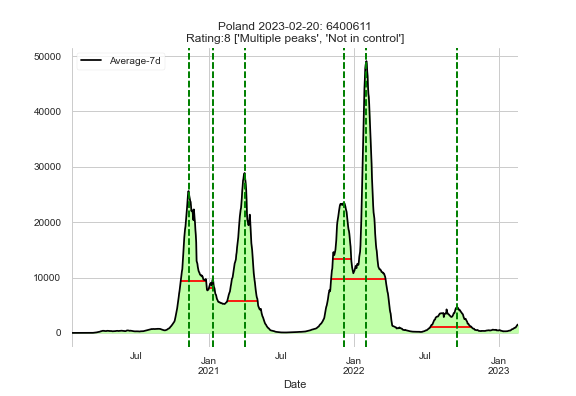 Poland 2023-02-20: 6400611
Rating:8 ['Multiple peaks', 'Not in control']
Average-7d
50000
40000
30000
20000
10000
0
Jul
Jan
2021
Jul
Jan
2022
Jul
Jan
2023
Date